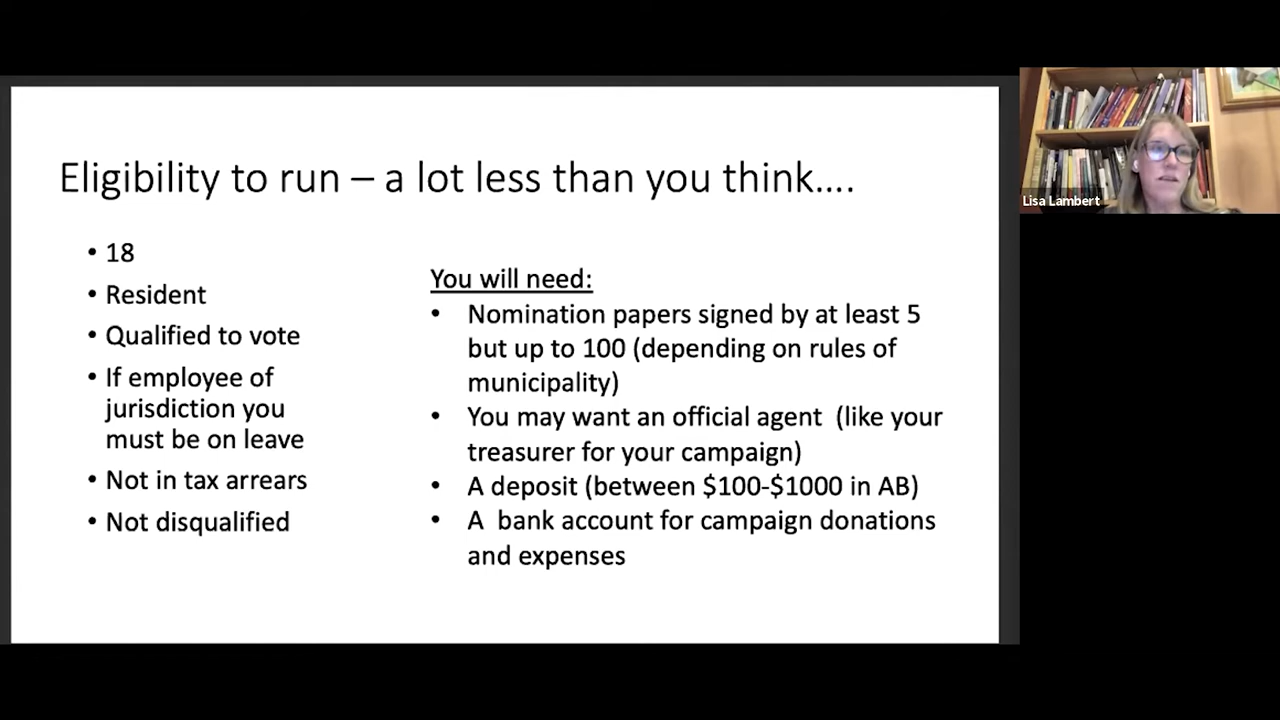 Eligibility to run – a lot less than you think….
• 18
• Resident
• Qualified to vote
• If employee of
jurisdiction you
must be on leave
• Not in tax arrears
• Not disqualified
You will need:
• Nomination papers signed by at least 5
but up to 100 (depending on rules of
municipality)
• You may want an official agent (like your
treasurer for your campaign)
• A deposit (between $100-$1000 in AB)
• A bank account for campaign donations
and expenses
Lisa Lambert